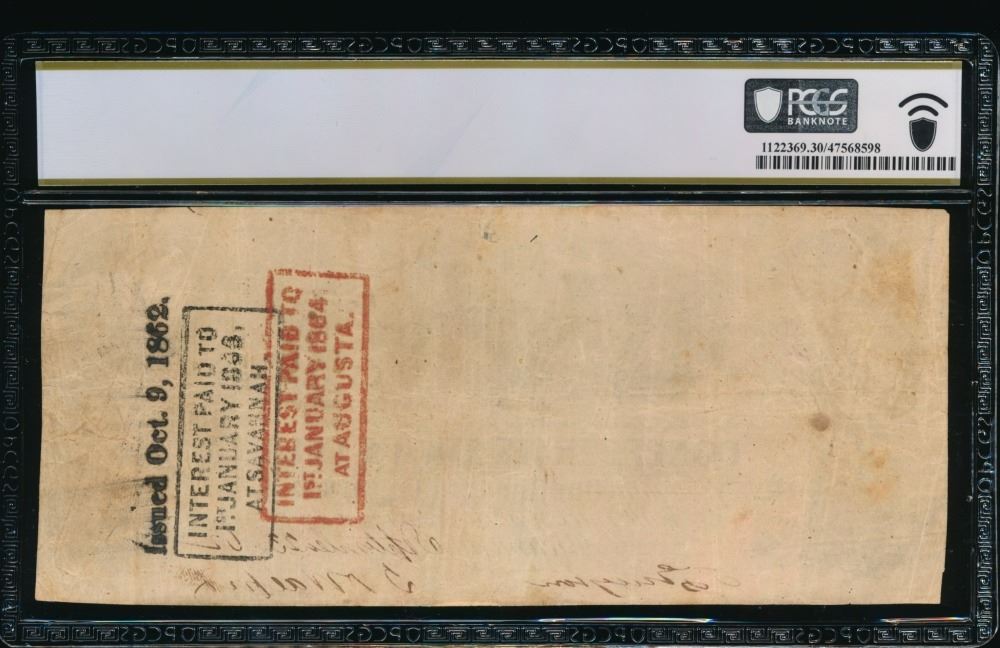 PCGS
BANKNOTE
1122369.30/47568598
Issued Oct. 9, 1862.
INTEREST PAID TO
1ST JANUARY 1863,
AT SAVANNAH
INTEREST PAID TO
1ST JANUARY 1864
AT AUGUSTA.